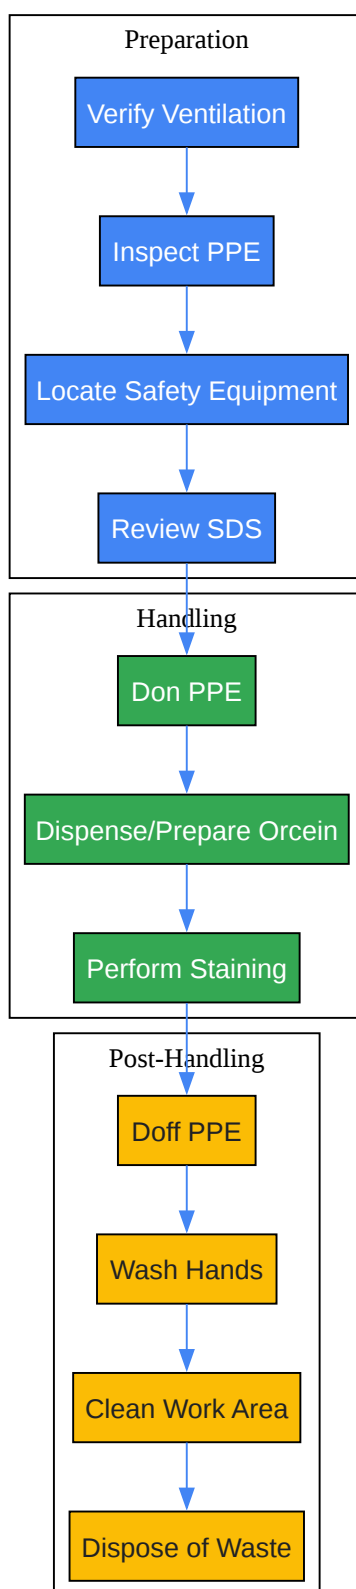 Preparation
Verify Ventilation
Inspect PPE
Locate Safety Equipment
Review SDS
Handling
Don PPE
Dispense/Prepare Orcein
Perform Staining
Post-Handling
Doff PPE
Wash Hands
Clean Work Area
Dispose of Waste